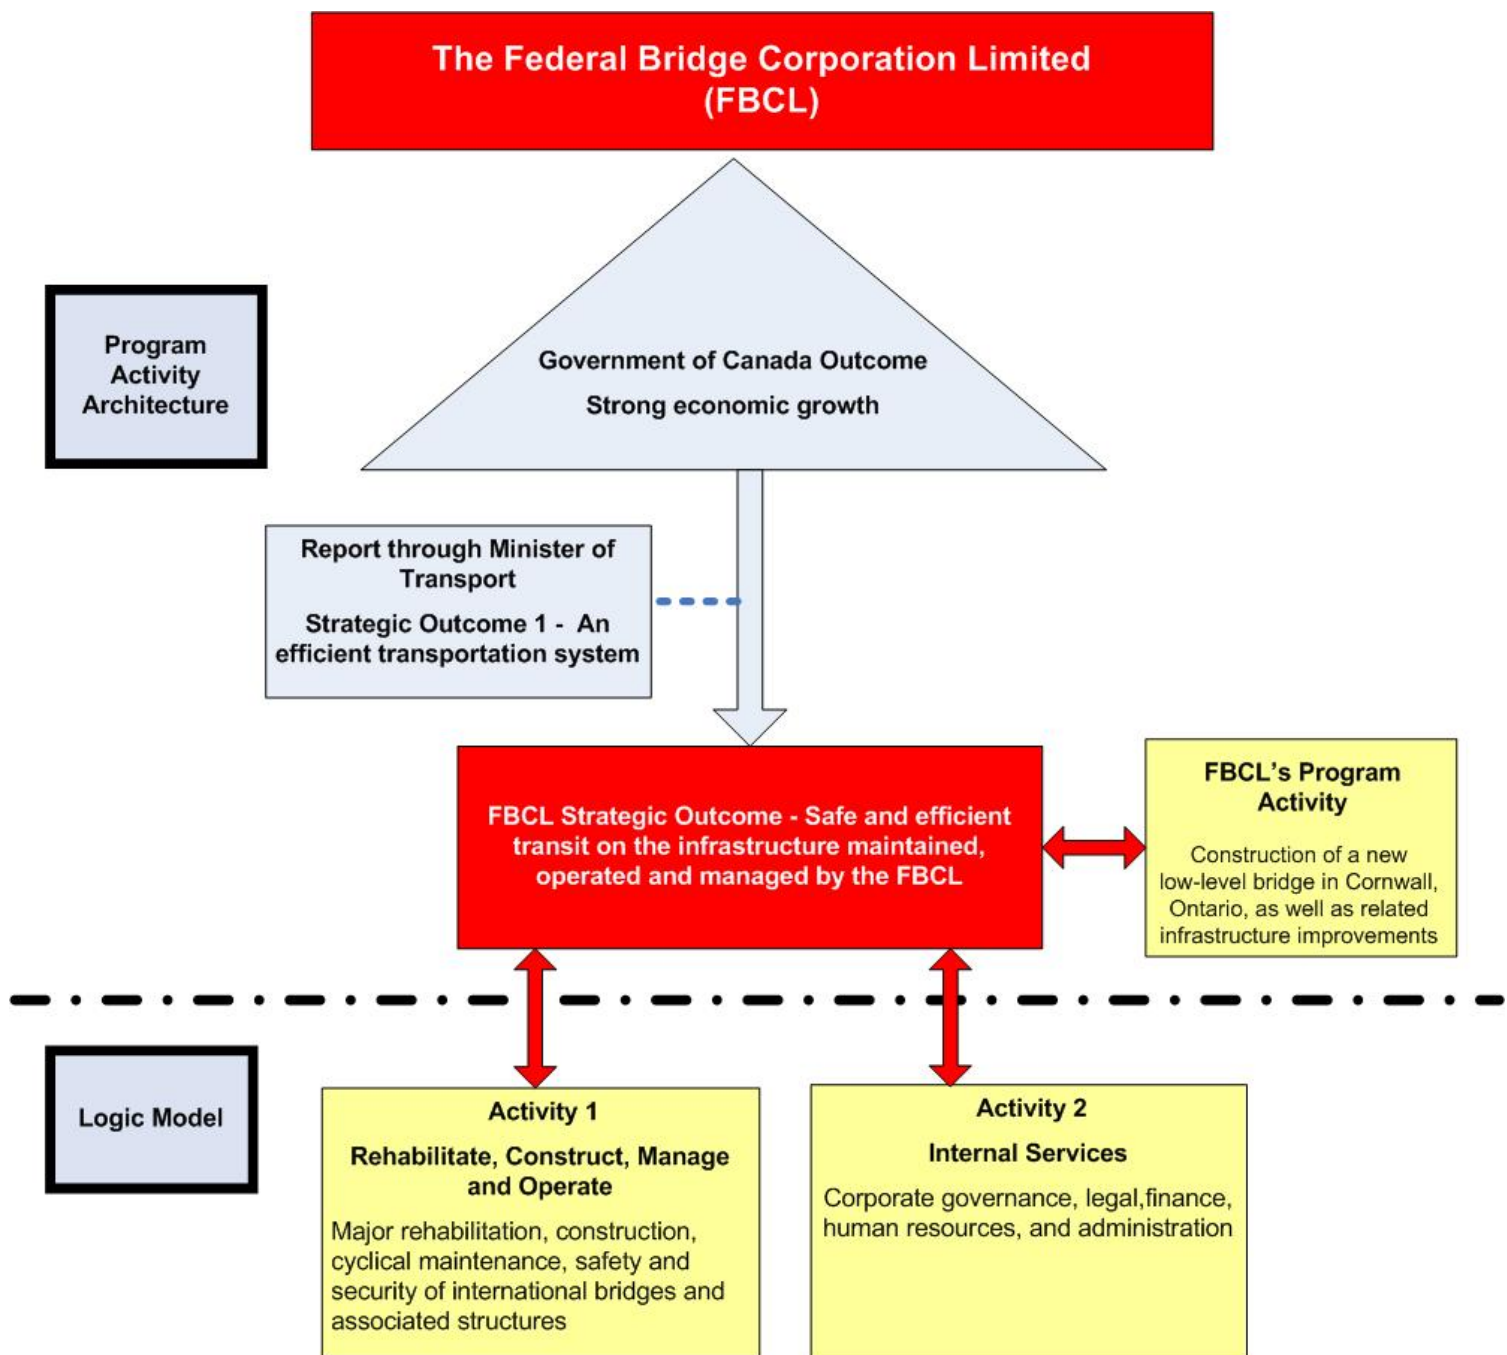 The Federal Bridge Corporation Limited
(FBCL)
Program
Activity
Architecture
Government of Canada Outcome
Strong economic growth
Report through Minister of
Transport
Strategic Outcome 1 - An
efficient transportation system
FBCL Strategic Outcome - Safe and efficient
transit on the infrastructure maintained,
operated and managed by the FBCL
FBCL's Program
Activity
Construction of a new
low-level bridge in Cornwall,
Ontario, as well as related
infrastructure improvements
Logic Model
Activity 1
Rehabilitate, Construct, Manage
and Operate
Major rehabilitation, construction,
cyclical maintenance, safety and
security of international bridges and
associated structures
Activity 2
Internal Services
Corporate governance, legal,finance,
human resources, and administration